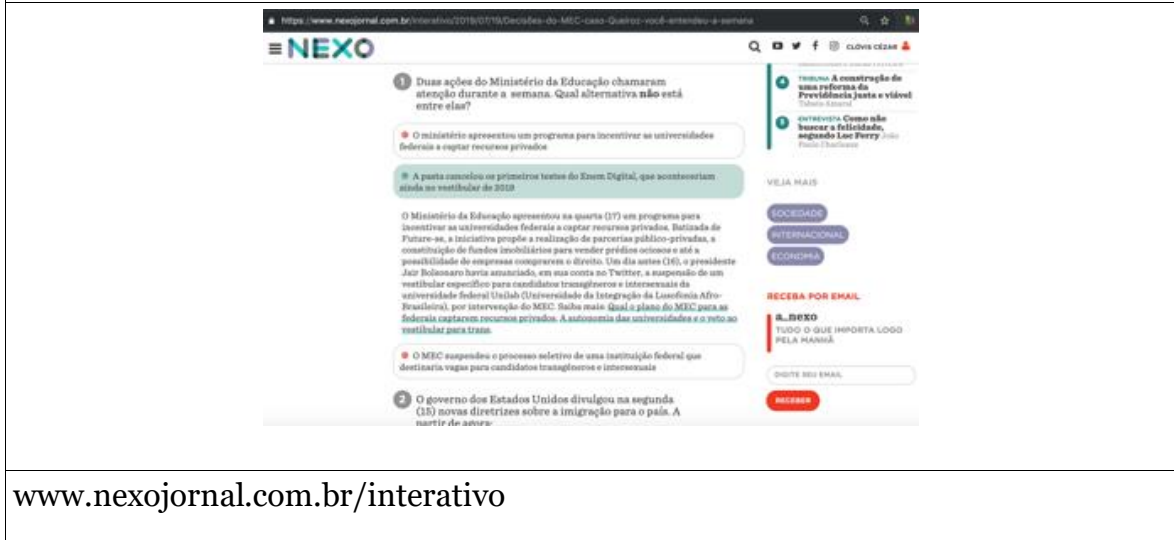 https://www.nexojornal.com.br/interativo/2019/07/19/Decisões-do-MEC-caso-Queiroz-você-entendeu-a-semana
NEXO
CLÓVIS CÉZAR
1 Duas ações do Ministério da Educação chamaram
atenção durante a semana. Qual alternativa não está
entre elas?
O ministério apresentou um programa para incentivar as universidades
federais a captar recursos privados
A pasta cancelou os primeiros testes do Enem Digital, que aconteceriam
ainda no vestibular de 2019
O Ministério da Educação apresentou na quarta (17) um programa para
incentivar as universidades federais a captar recursos privados. Batizada de
Future-se, a iniciativa propõe a realização de parcerias público-privadas, a
constituição de fundos imobiliários para vender prédios ociosos e até a
possibilidade de empresas comprarem o direito. Um dia antes (16), o presidente
Jair Bolsonaro havia anunciado, em sua conta no Twitter, a suspensão de um
vestibular específico para candidatos transgêneros e intersexuais da
universidade federal Unilab (Universidade da Integração da Lusofonia Afro-
Brasileira), por intervenção do MEC. Saiba mais: Qual o plano do MEC para as
federais captarem recursos privados. A autonomia das universidades e o veto ao
vestibular para trans.
O MEC suspendeu o processo seletivo de uma instituição federal que
destinaria vagas para candidatos transgêneros e intersexuais
2 O governo dos Estados Unidos divulgou na segunda
(15) novas diretrizes sobre a imigração para o país. A
partir de agora:
4 TRIBUNA A construção de
uma reforma da
Previdência justa e viável
Tabata Amaral
5 ENTREVISTA Como não
buscar a felicidade,
segundo Luc Ferry João
Paulo Charleaux
VEJA MAIS
SOCIEDADE
INTERNACIONAL
ECONOMIA
RECEBA POR EMAIL
a_nexo
TUDO O QUE IMPORTA LOGO
PELA MANHÃ
DIGITE SEU EMAIL
RECEBER
www.nexojornal.com.br/interativo